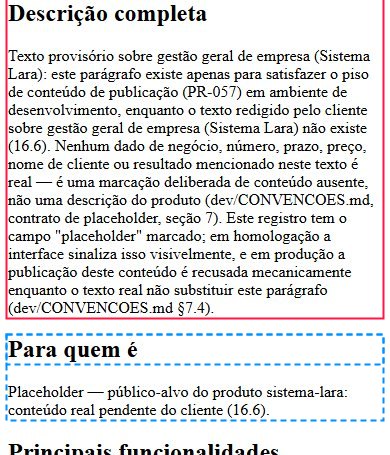 Descrição completa
Texto provisório sobre gestão geral de empresa (Sistema
Lara): este parágrafo existe apenas para satisfazer o piso
de conteúdo de publicação (PR-057) em ambiente de
desenvolvimento, enquanto o texto redigido pelo cliente
sobre gestão geral de empresa (Sistema Lara) não existe
(16.6). Nenhum dado de negócio, número, prazo, preço,
nome de cliente ou resultado mencionado neste texto é
real — é uma marcação deliberada de conteúdo ausente,
não uma descrição do produto (dev/CONVENCOES.md,
contrato de placeholder, seção 7). Este registro tem o
campo "placeholder" marcado; em homologação a
interface sinaliza isso visivelmente, e em produção a
publicação deste conteúdo é recusada mecanicamente
enquanto o texto real não substituir este parágrafo
(dev/CONVENCOES.md §7.4).
Para quem é
Placeholder — público-alvo do produto sistema-lara:
conteúdo real pendente do cliente (16.6).
Principais funcionalidades